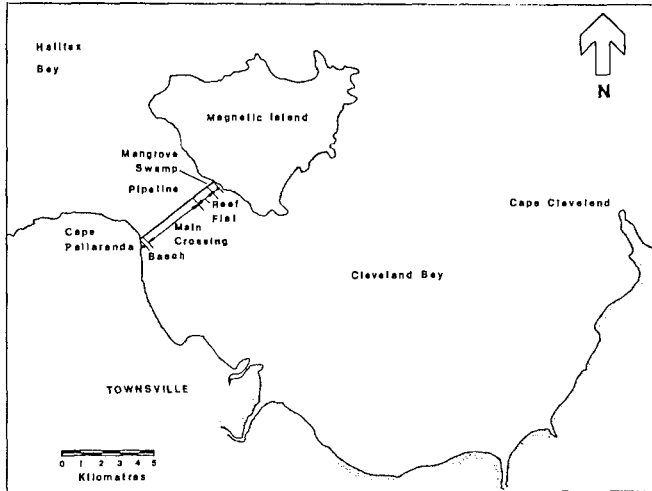 Halifax
Bay
N
Magnetic Island
Mangrove
Swamp
Pipeline
Reef
Flat
Cape Cleveland
Main
Crossing
Cape
Pallaranda
Beach
Cleveland Bay
TOWNSVILLE
0 1 2 3 4 5
Kilometres